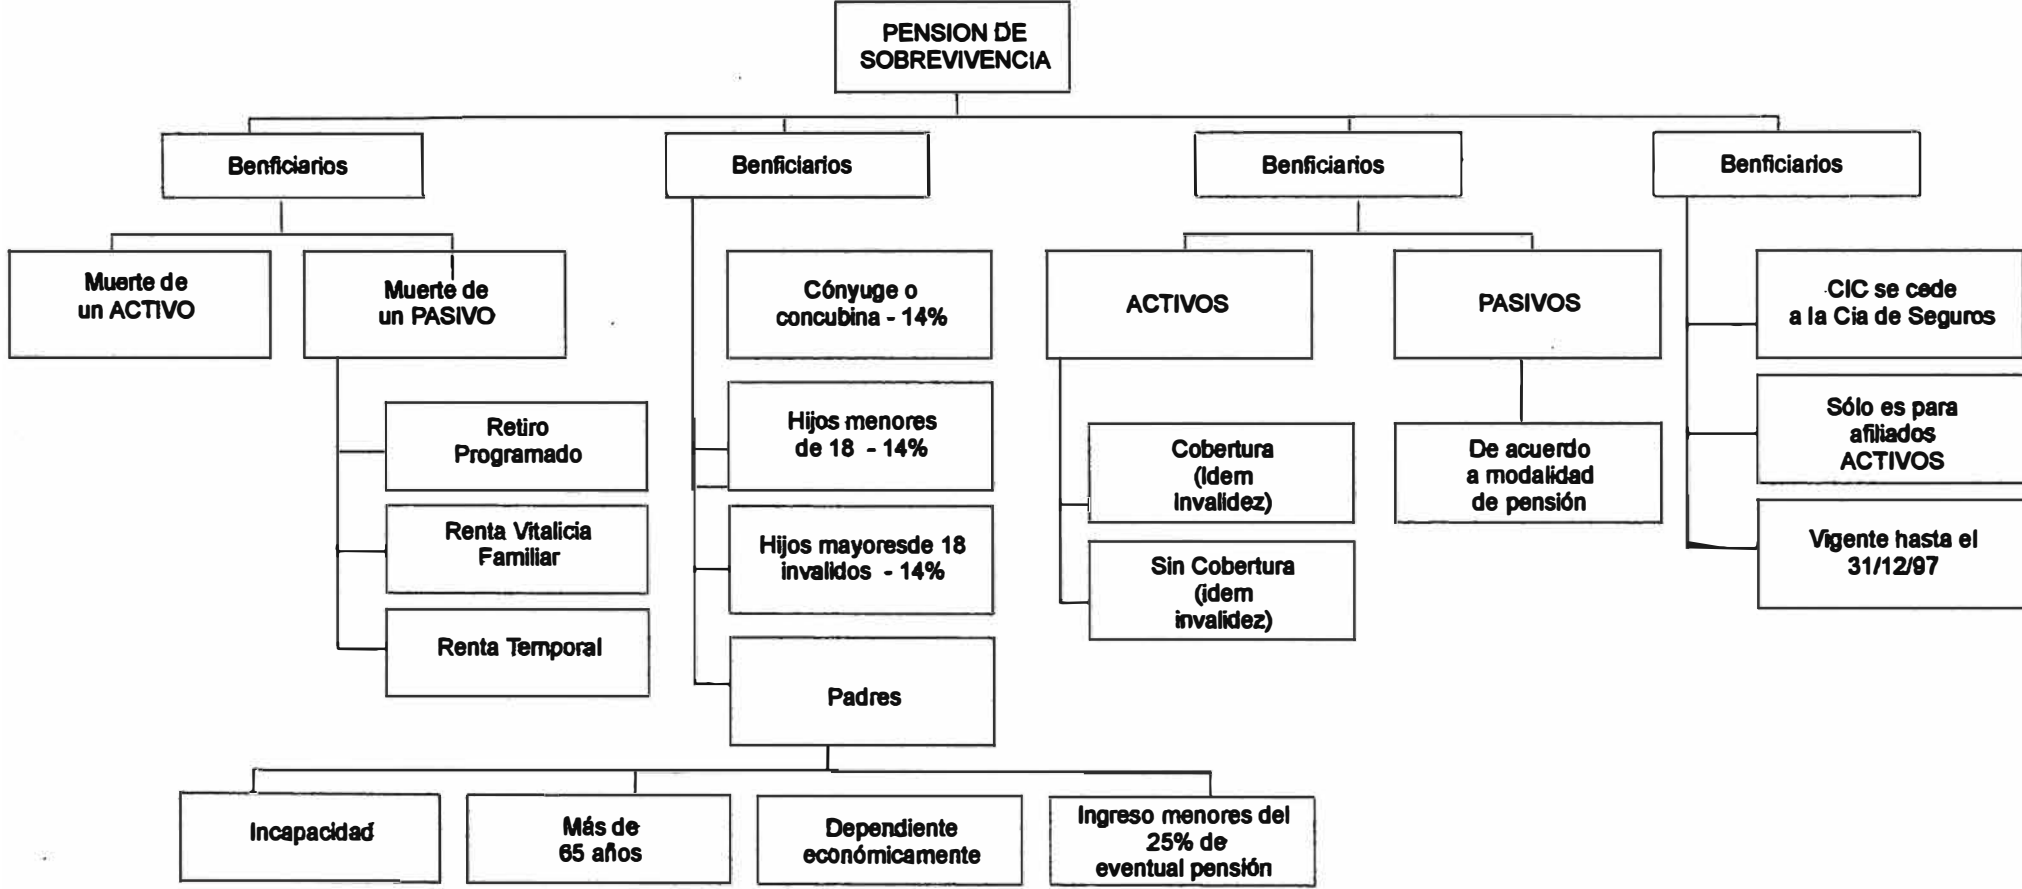 PENSION DE
SOBREVIVENCIA
Benficiarios
Benficiarios
Benficiarios
Benficiarios
Muerte de
un ACTIVO
Muerte de
un PASIVO
Retiro
Programado
Renta Vitalicia
Familiar
Renta Temporal
Cónyuge o
concubina - 14%
Hijos menores
de 18 - 14%
Hijos mayoresde 18
invalidos - 14%
Padres
Incapacidad
Más de
65 años
Dependiente
económicamente
Ingreso menores del
25% de
eventual pensión
ACTIVOS
Cobertura
(Idem
Invalidez)
Sin Cobertura
(idem
invalidez)
PASIVOS
De acuerdo
a modalidad
de pensión
CIC se cede
a la Cia de Seguros
Sólo es para
afiliados
ACTIVOS
Vigente hasta el
31/12/97